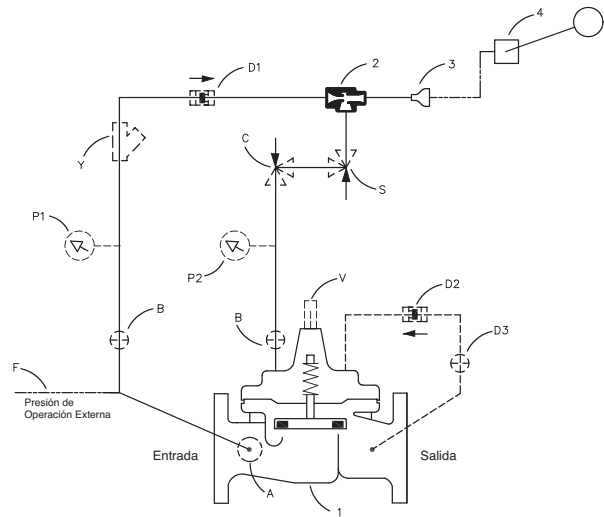 4
D1
2
3
Y
C
S
P1
P2
V
D2
B
B
D3
F
Presión de
Operación Externa
Entrada
Salida
A
1